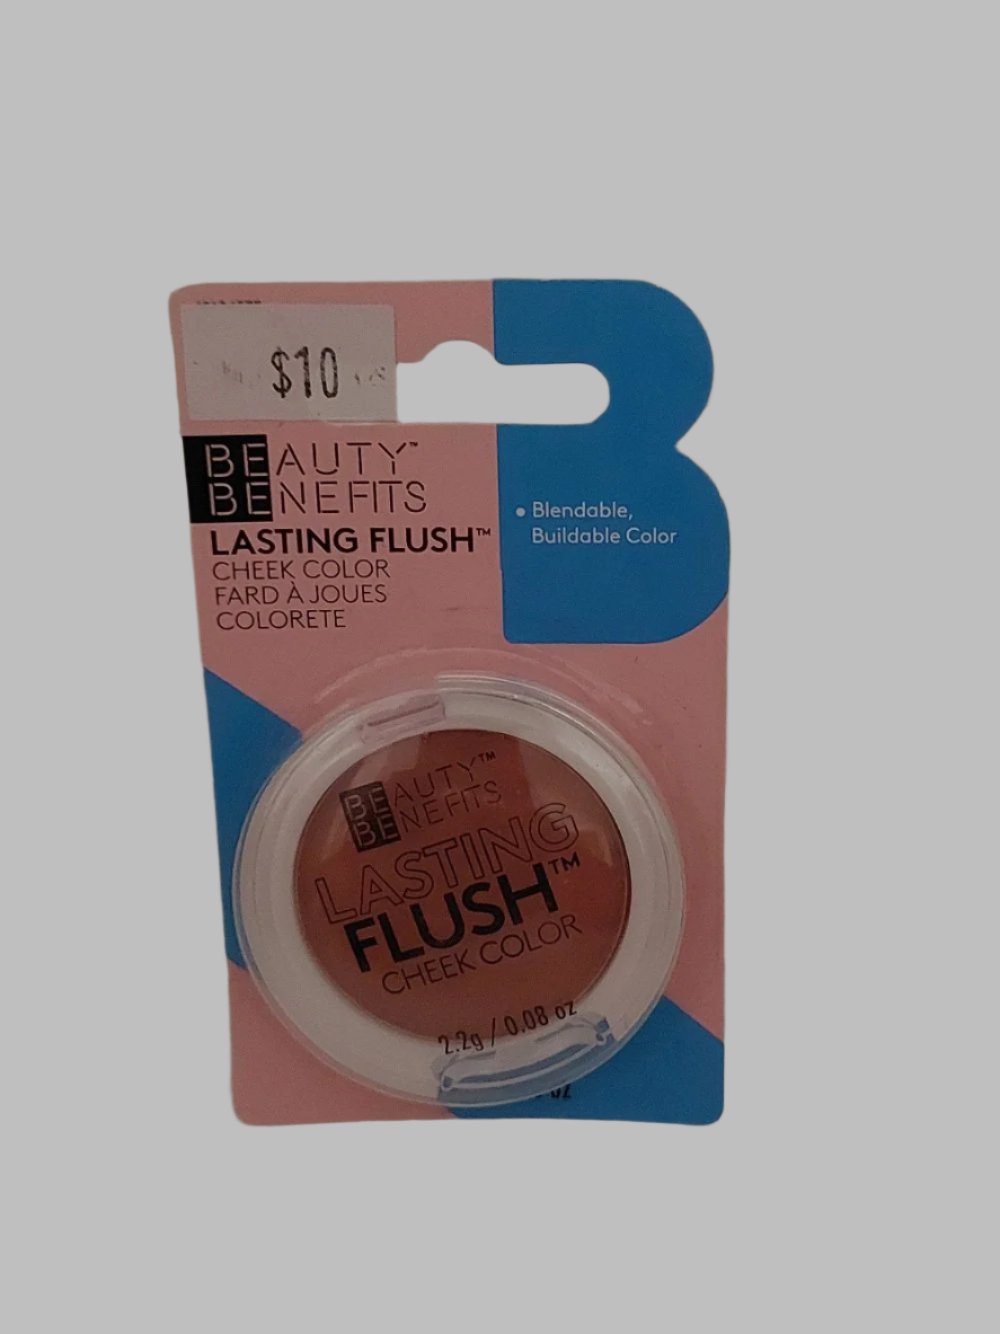 $10
BEAUTY™
BENEFITS
LASTING FLUSH™
CHEEK COLOR
FARD À JOUES
COLORETE
• Blendable,
Buildable Color
BEAUTY™
BENEFITS
LASTING
FLUSH™
CHEEK COLOR
2.2g / 0.08 oz
oz